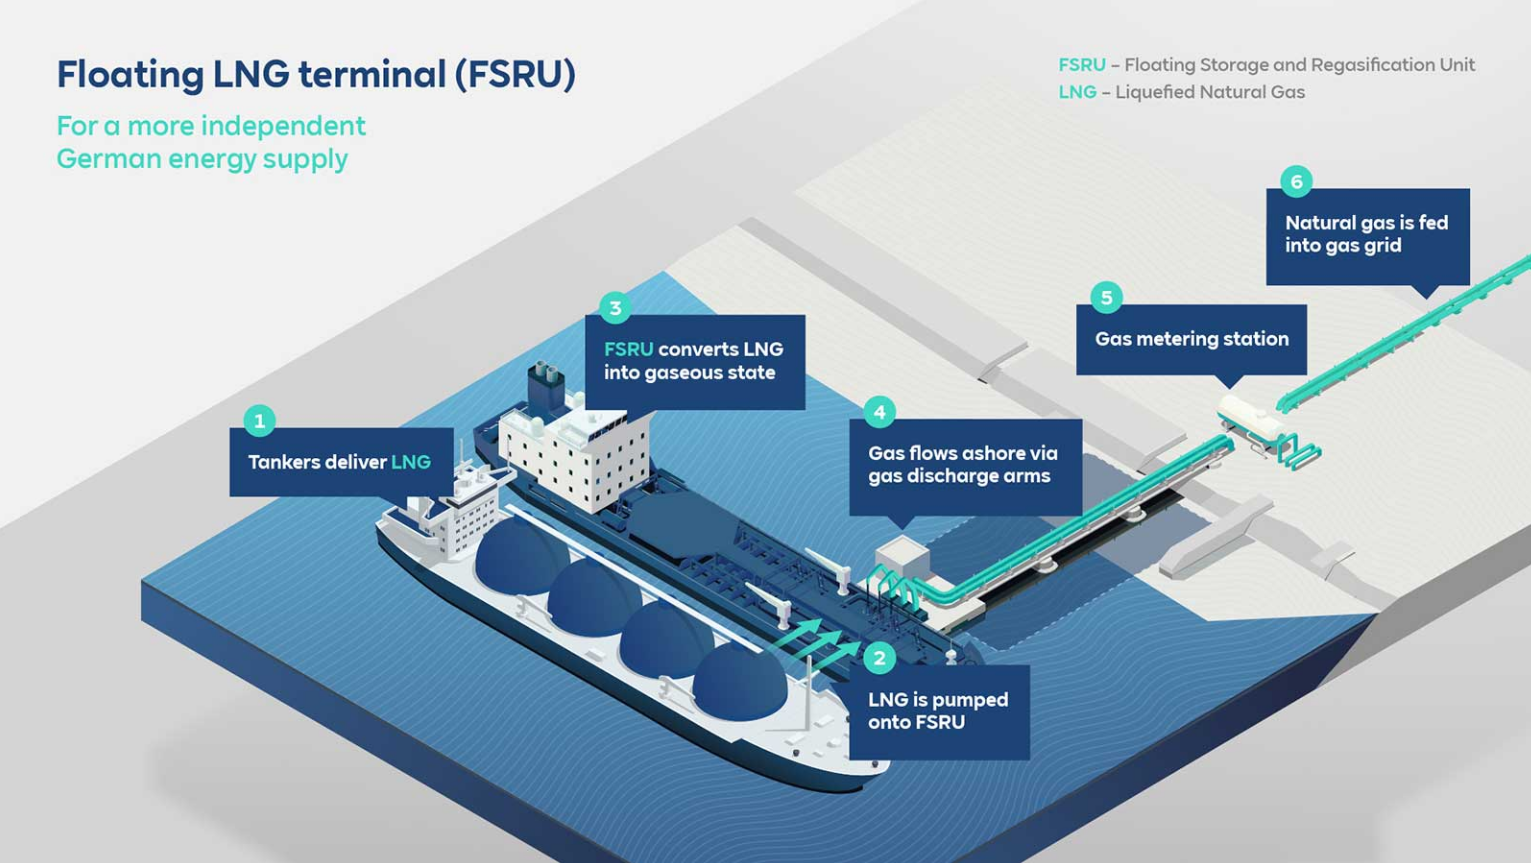 Floating LNG terminal (FSRU)
For a more independent
German energy supply
FSRU – Floating Storage and Regasification Unit
LNG – Liquefied Natural Gas
1
Tankers deliver LNG
2
LNG is pumped
onto FSRU
3
FSRU converts LNG
into gaseous state
4
Gas flows ashore via
gas discharge arms
5
Gas metering station
6
Natural gas is fed
into gas grid